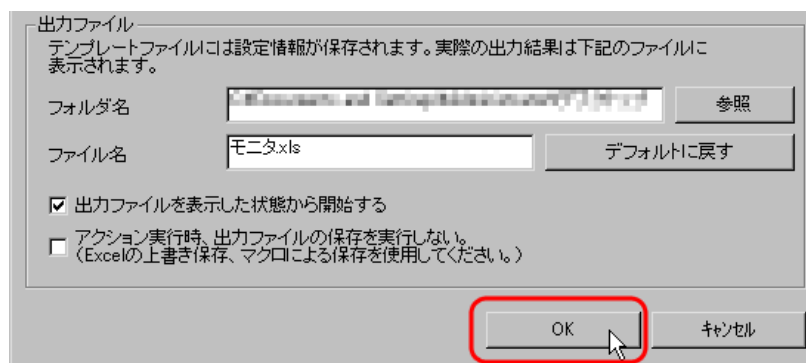 出力ファイル
テンプレートファイルには設定情報が保存されます。実際の出力結果は下記のファイルに
表示されます。
フォルダ名
参照
ファイル名
モニタ.xls
デフォルトに戻す
出力ファイルを表示した状態から開始する
アクション実行時、出力ファイルの保存を実行しない。
（Excelの上書き保存、マクロによる保存を使用してください。）
OK
キャンセル